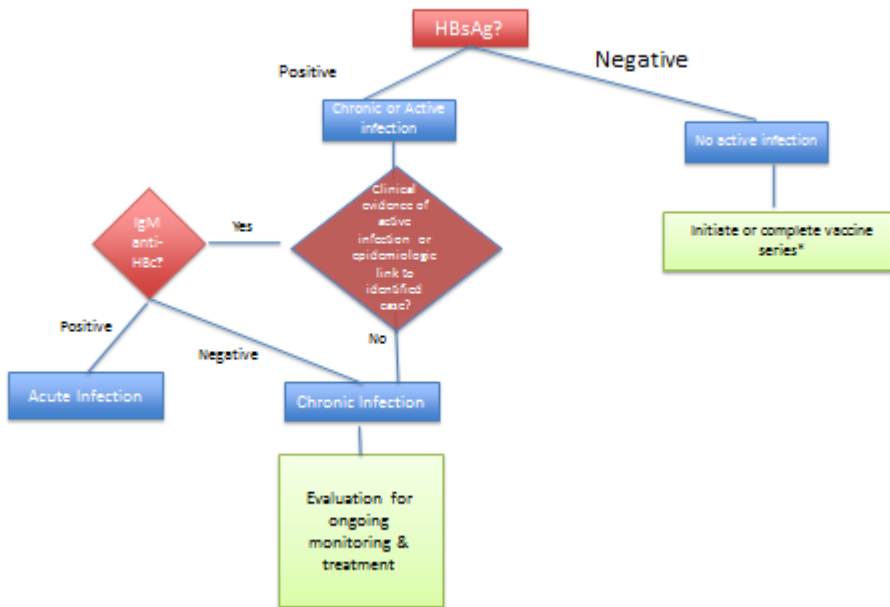 HBsAg?
Positive
Negative
Chronic or Active
infection
No active infection
Clinical
evidence of
active
infection or
epidemiologic
link to
identified
case?
Yes
IgM
anti-
HBc?
Initiate or complete vaccine
series*
No
Positive
Negative
Acute Infection
Chronic Infection
Evaluation for
ongoing
monitoring &
treatment